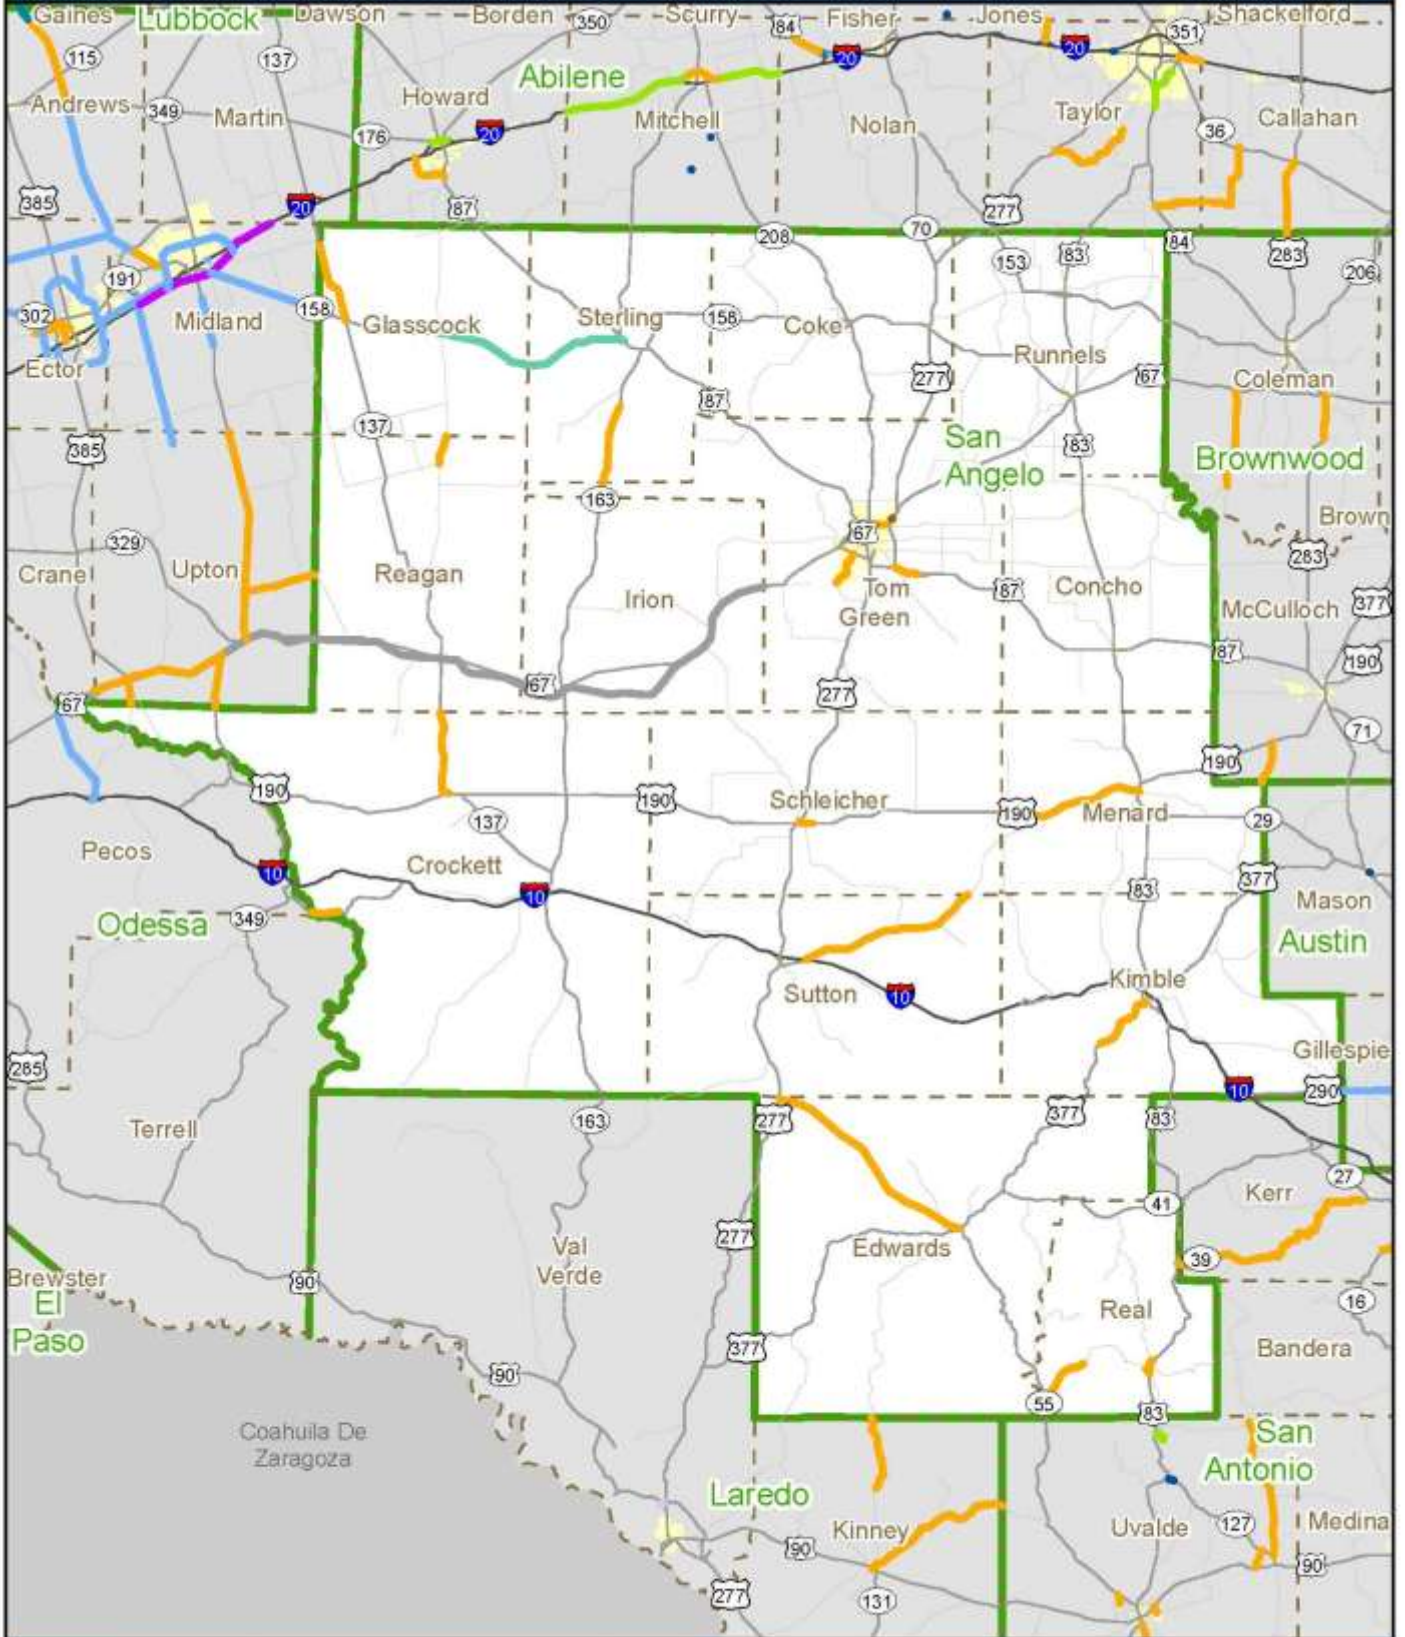 Gaines
Lubbock
Dawson
Borden
350
Scurry
84
Fisher
Jones
351
Shackelford
115
137
20
20
Abilene
Andrews
349
Martin
Howard
176
20
Mitchell
Nolan
Taylor
36
Callahan
385
20
87
277
208
70
153
83
84
283
206
191
302
Midland
158
Glasscock
Sterling
158
Coke
Runnels
Ector
277
67
Coleman
87
137
385
San
Angelo
83
Brownwood
163
Brown
67
329
283
Crane
Upton
Reagan
Irion
Tom
Green
87
Concho
McCulloch
377
87
190
67
277
67
71
190
190
190
Schleicher
190
Menard
29
137
Pecos
Crockett
10
10
377
83
Mason
349
Odessa
Austin
Kimble
Sutton
10
285
Gillespie
10
290
Terrell
163
277
377
83
27
Kerr
41
277
Edwards
39
Val
Verde
Brewster
90
El
Paso
16
Real
377
Bandera
90
55
83
Coahuila De
Zaragoza
San
Antonio
Laredo
Kinney
90
Uvalde
127
Medina
90
277
131